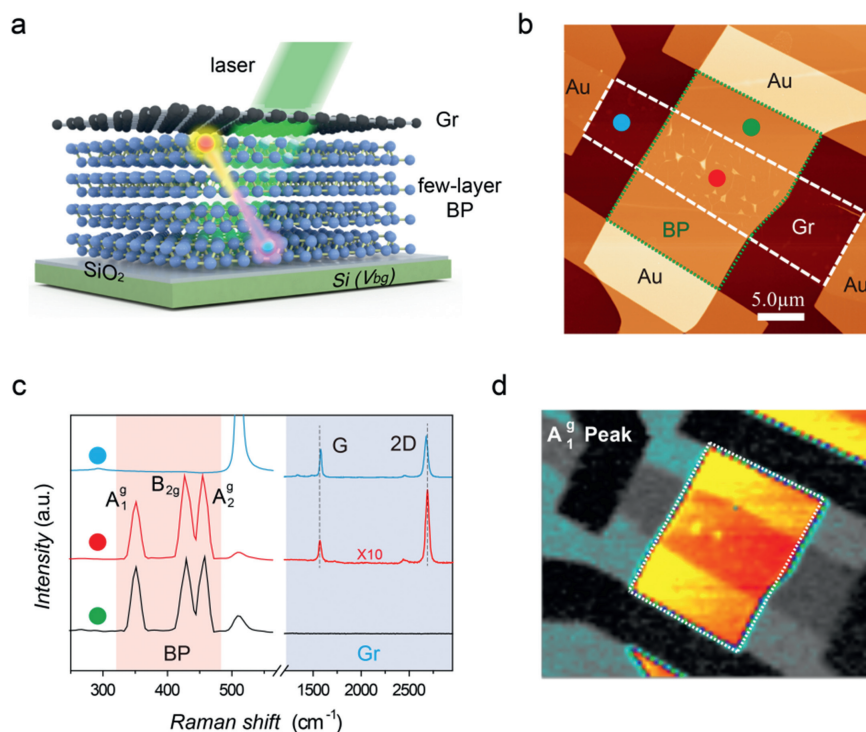 a
laser
Gr
few-layer
BP
SiO₂
Si (Vbg)
b
Au
Au
BP
Gr
Au
Au
5.0μm
c
Intensity (a.u.)
A₁ᵍ
B₂g
A₂ᵍ
G
2D
X10
BP
Gr
300
400
500
1500
2000
2500
Raman shift (cm⁻¹)
d
A₁ᵍ Peak